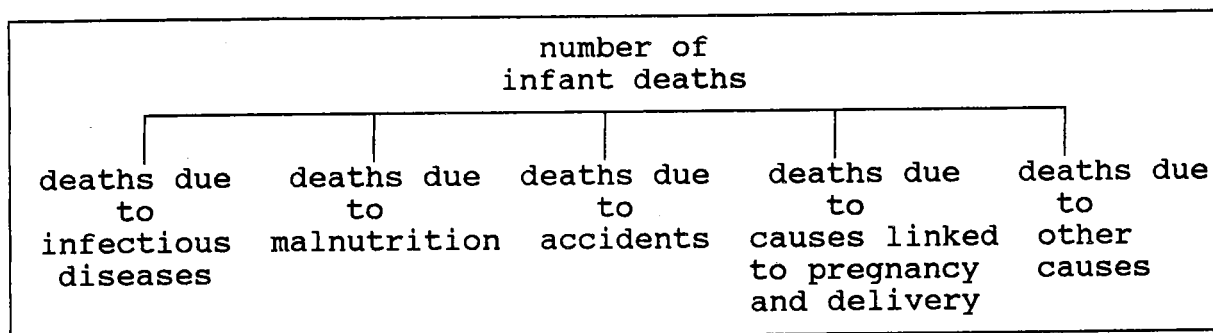 number of
infant deaths
deaths due
to
infectious
diseases
deaths due
to
malnutrition
deaths due
to
accidents
deaths due
to
causes linked
to pregnancy
and delivery
deaths due
to
other
causes